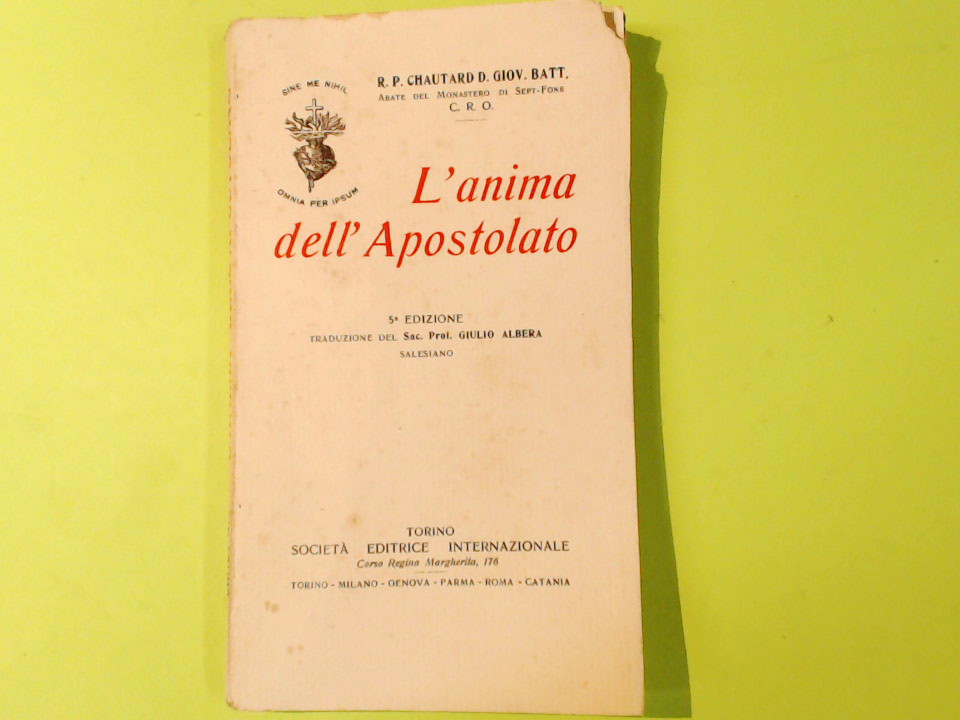 SINE ME NIHIL
OMNIA PER IPSUM
R. P. CHAUTARD D. GIOV. BATT.
ABATE DEL MONASTERO DI SEPT-FONS
C. R. O.
L'anima
dell'Apostolato
5ª EDIZIONE
TRADUZIONE DEL Sac. Prof. GIULIO ALBERA
SALESIANO
TORINO
SOCIETÀ EDITRICE INTERNAZIONALE
Corso Regina Margherita, 176
TORINO - MILANO - GENOVA - PARMA - ROMA - CATANIA